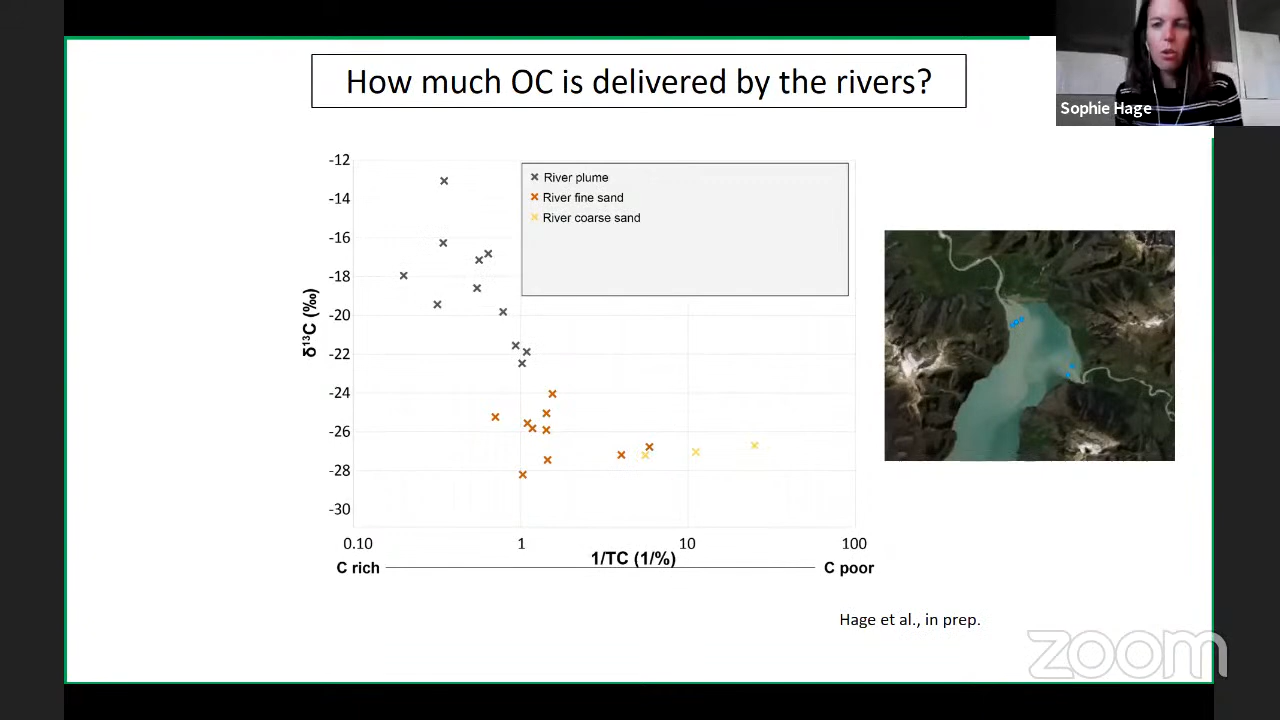 How much OC is delivered by the rivers?
Sophie Hage
-12
-14
-16
-18
-20
-22
-24
-26
-28
-30
δ¹³C (‰)
River plume
River fine sand
River coarse sand
0.10
1
10
100
1/TC (1/%)
C rich
C poor
Hage et al., in prep.
zoom